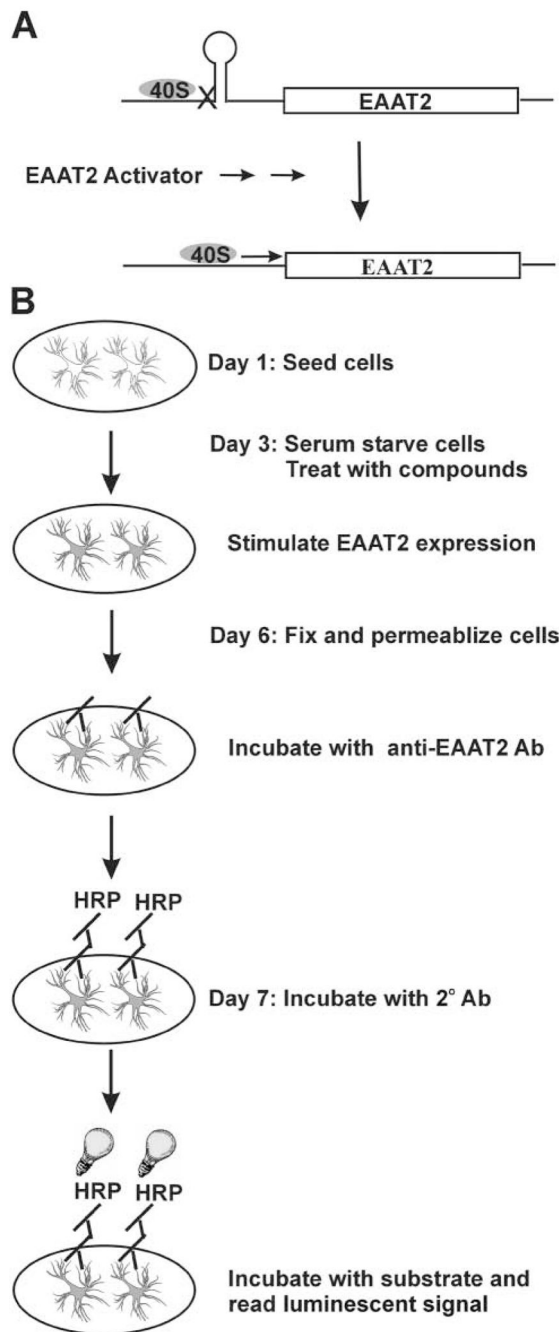 A
40S
X
EAAT2
EAAT2 Activator
40S
EAAT2
B
Day 1: Seed cells
Day 3: Serum starve cells
Treat with compounds
Stimulate EAAT2 expression
Day 6: Fix and permeablize cells
Incubate with anti-EAAT2 Ab
HRP HRP
Day 7: Incubate with 2° Ab
HRP HRP
Incubate with substrate and
read luminescent signal